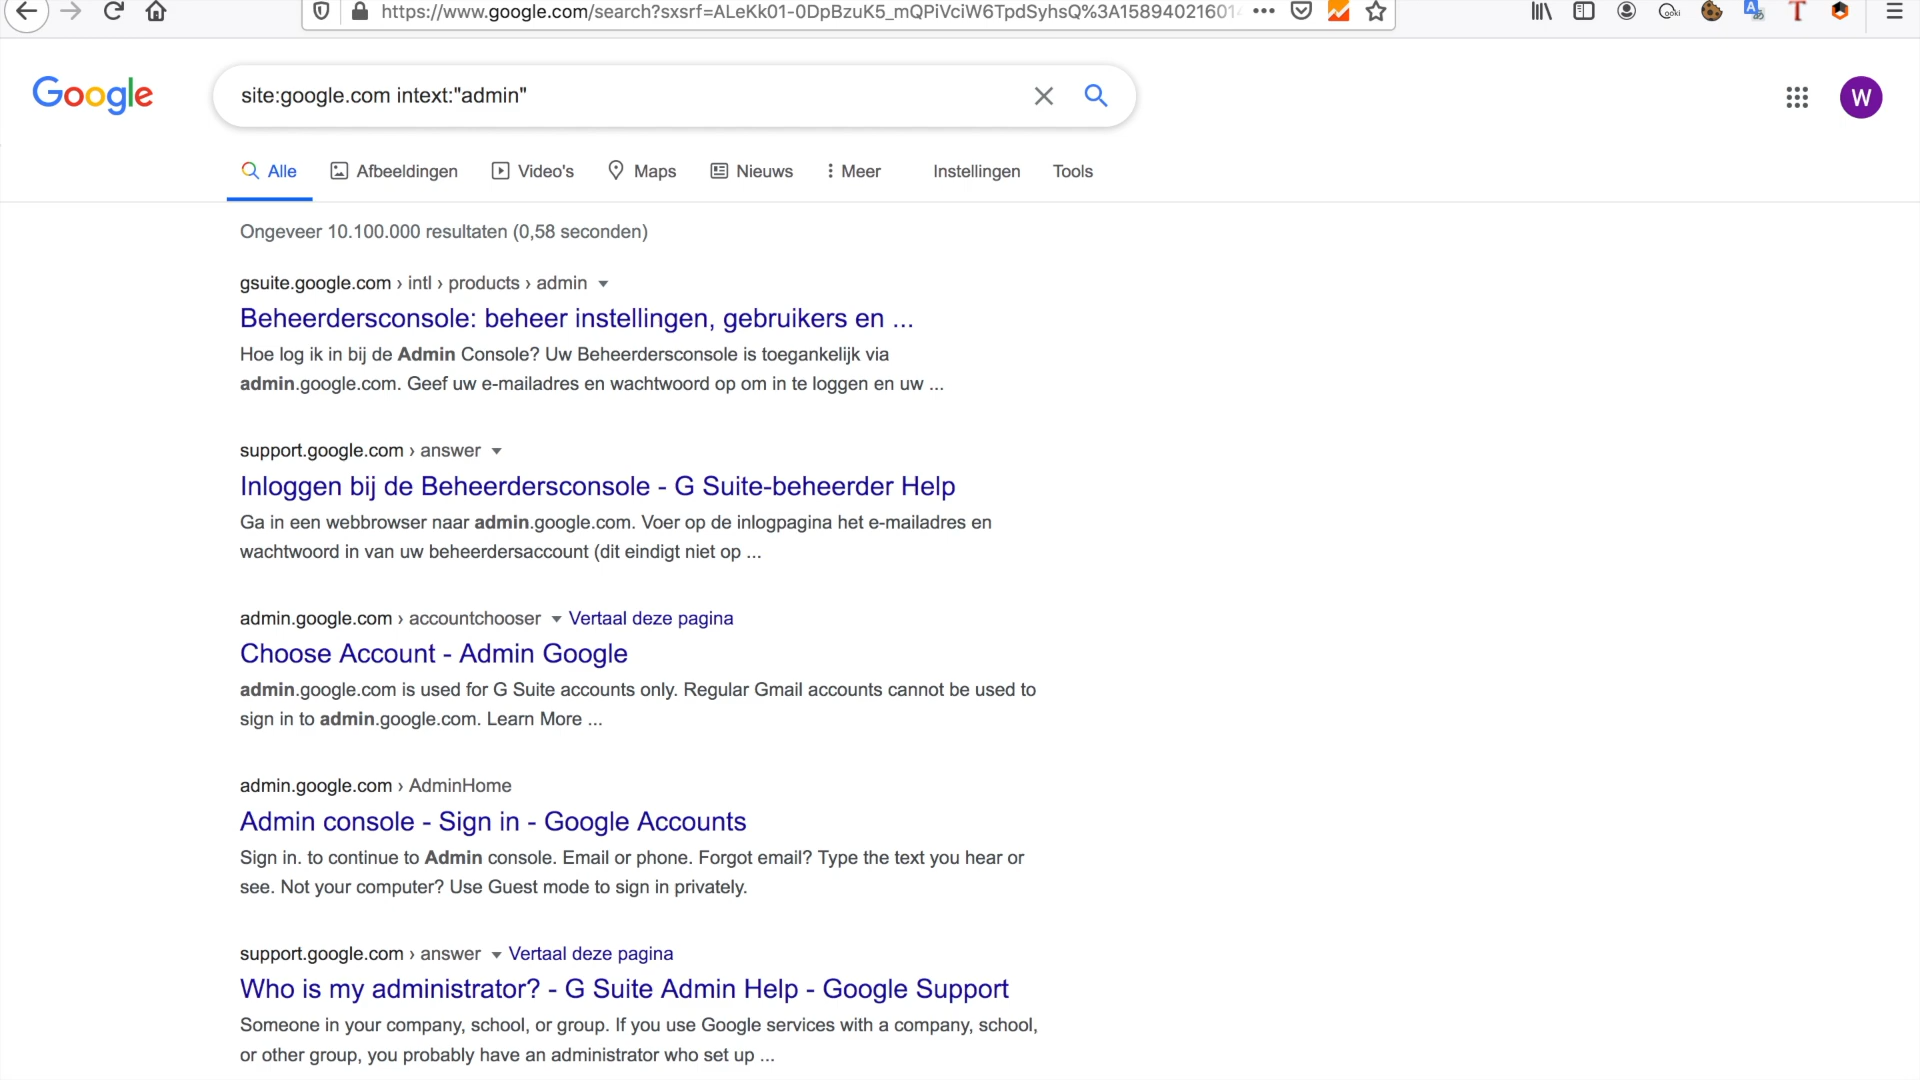 https://www.google.com/search?sxsrf=ALeKk01-0DpBzuK5_mQPiVciW6TpdSyhsQ%3A158940216014
Google
site:google.com intext:"admin"
W
Alle Afbeeldingen Video's Maps Nieuws Meer Instellingen Tools
Ongeveer 10.100.000 resultaten (0,58 seconden)
gsuite.google.com › intl › products › admin
Beheerdersconsole: beheer instellingen, gebruikers en ...
Hoe log ik in bij de Admin Console? Uw Beheerdersconsole is toegankelijk via
admin.google.com. Geef uw e-mailadres en wachtwoord op om in te loggen en uw ...
support.google.com › answer
Inloggen bij de Beheerdersconsole - G Suite-beheerder Help
Ga in een webbrowser naar admin.google.com. Voer op de inlogpagina het e-mailadres en
wachtwoord in van uw beheerdersaccount (dit eindigt niet op ...
admin.google.com › accountchooser Vertaal deze pagina
Choose Account - Admin Google
admin.google.com is used for G Suite accounts only. Regular Gmail accounts cannot be used to
sign in to admin.google.com. Learn More ...
admin.google.com › AdminHome
Admin console - Sign in - Google Accounts
Sign in. to continue to Admin console. Email or phone. Forgot email? Type the text you hear or
see. Not your computer? Use Guest mode to sign in privately.
support.google.com › answer Vertaal deze pagina
Who is my administrator? - G Suite Admin Help - Google Support
Someone in your company, school, or group. If you use Google services with a company, school,
or other group, you probably have an administrator who set up ...